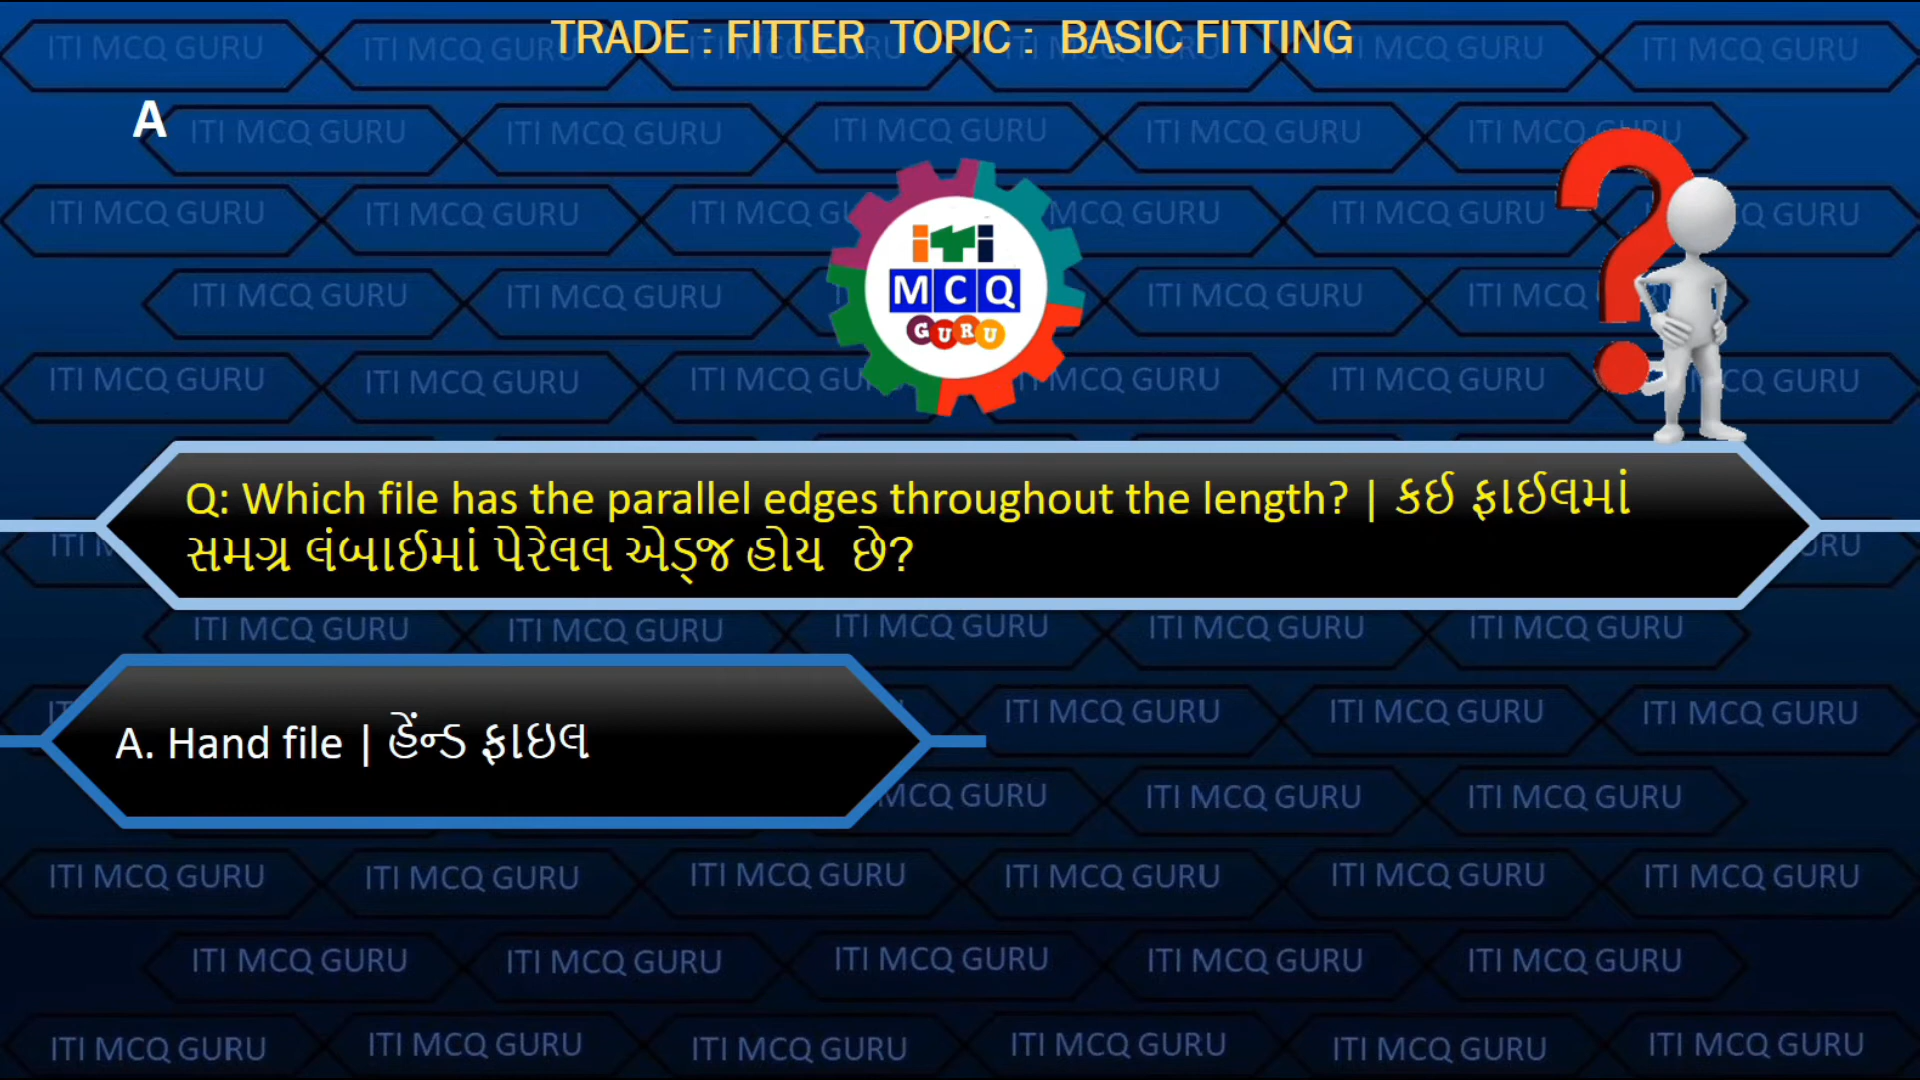 TRADE : FITTER TOPIC : BASIC FITTING
A
iTi
MCQ
GURU
Q: Which file has the parallel edges throughout the length? | કઈ ફાઈલમાં
સમગ્ર લંબાઈમાં પેરેલલ એડ્જ હોય છે?
A. Hand file | હેંન્ડ ફાઇલ
ITI MCQ GURU